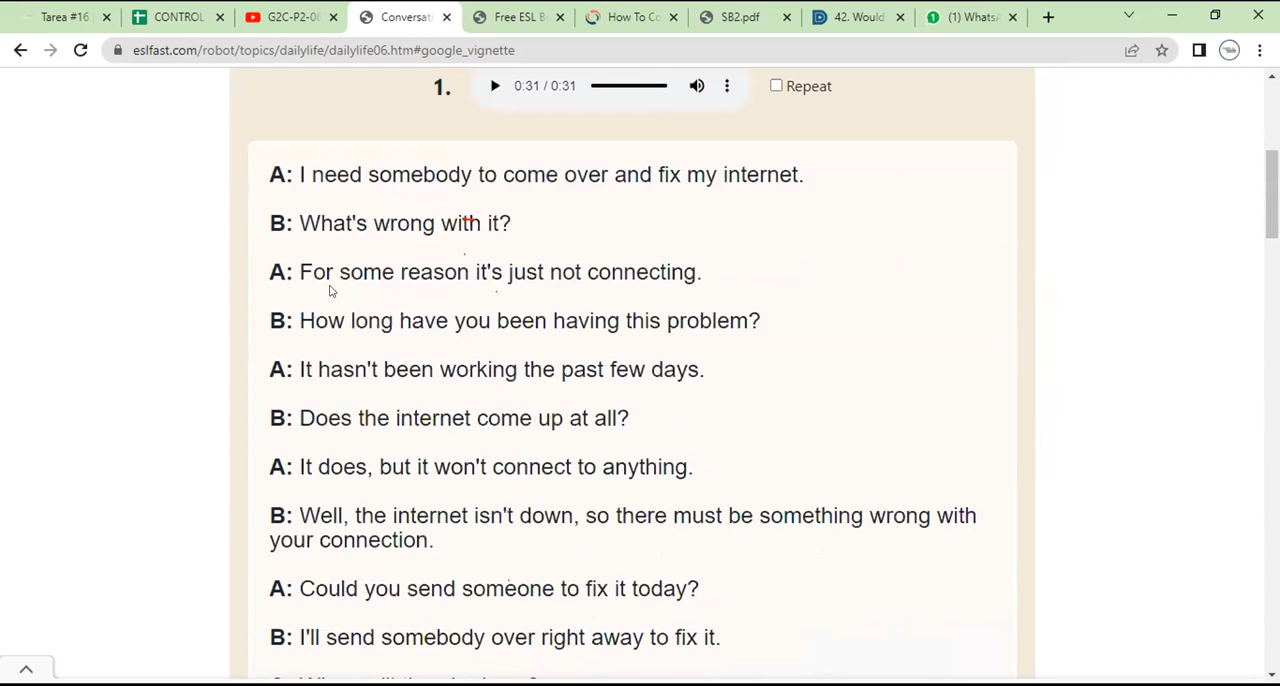 Tarea #16
CONTROL
G2C-P2-0
Conversat
Free ESL B
How To Co
SB2.pdf
42. Would
(1) WhatsA
eslfast.com/robot/topics/dailylife/dailylife06.htm#google_vignette
1. 0:31 / 0:31 Repeat
A: I need somebody to come over and fix my internet.
B: What's wrong with it?
A: For some reason it's just not connecting.
B: How long have you been having this problem?
A: It hasn't been working the past few days.
B: Does the internet come up at all?
A: It does, but it won't connect to anything.
B: Well, the internet isn't down, so there must be something wrong with
your connection.
A: Could you send someone to fix it today?
B: I'll send somebody over right away to fix it.